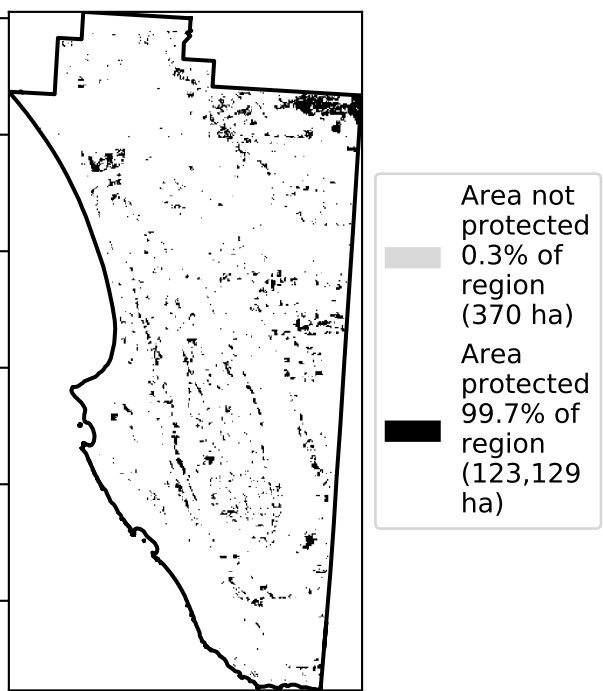 Area not
protected
0.3% of
region
(370 ha)
Area
protected
99.7% of
region
(123,129
ha)